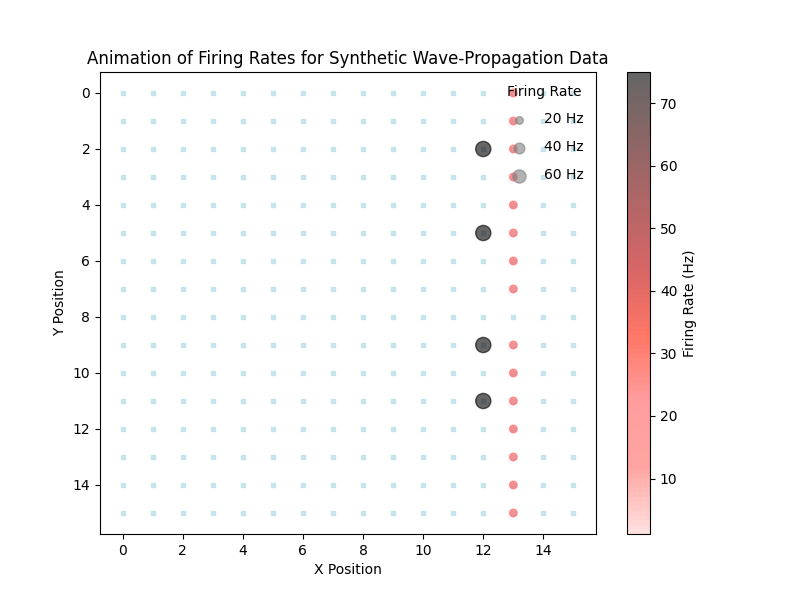 Animation of Firing Rates for Synthetic Wave-Propagation Data
Firing Rate
20 Hz
40 Hz
60 Hz
0
2
4
6
8
10
12
14
Y Position
0
2
4
6
8
10
12
14
X Position
70
60
50
40
30
20
10
Firing Rate (Hz)